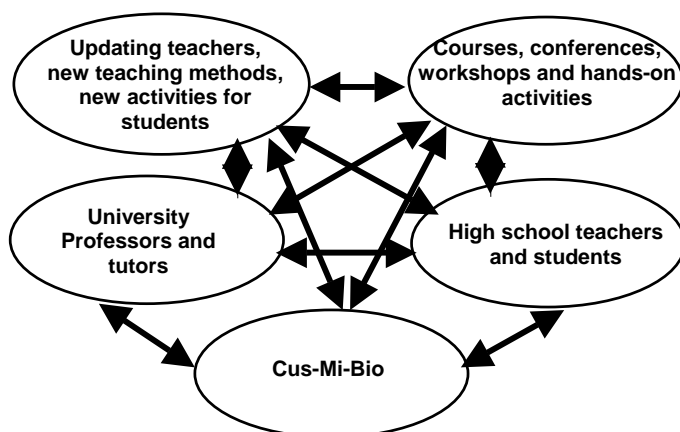 Updating teachers,
new teaching methods,
new activities for
students
Courses, conferences,
workshops and hands-on
activities
University
Professors and
tutors
High school teachers
and students
Cus-Mi-Bio